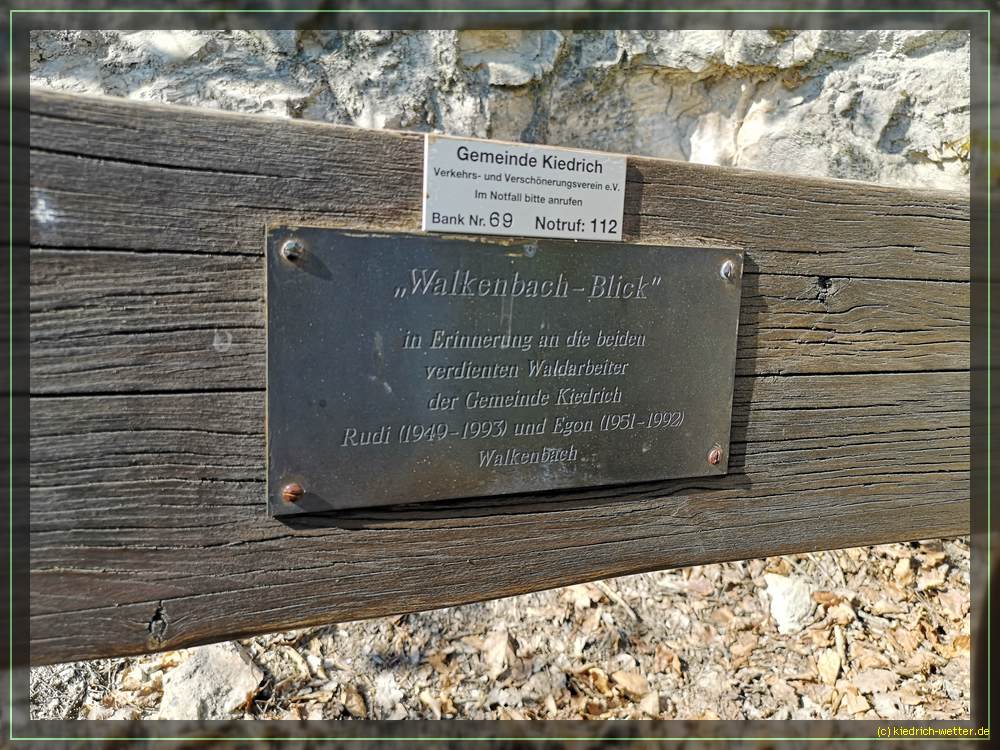 Gemeinde Kiedrich
Verkehrs- und Verschönerungsverein e.V.
Im Notfall bitte anrufen
Bank Nr. 69 Notruf: 112
„Walkenbach-Blick"
in Erinnerung an die beiden
verdienten Waldarbeiter
der Gemeinde Kiedrich
Rudi (1949-1993) und Egon (1951-1992)
Walkenbach
(c) kiedrich-wetter.de